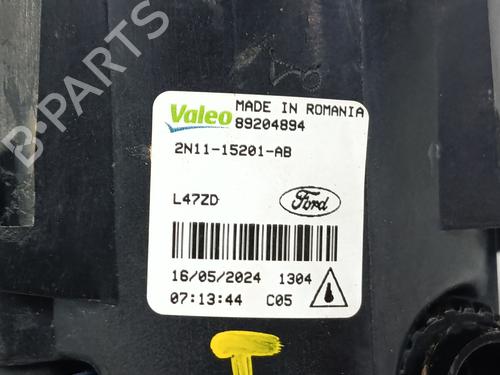 B-PARTS
Valeo MADE IN ROMANIA
89204894
2N11-15201-AB
L47ZD Ford
16/05/2024 1304
07:13:44 C05